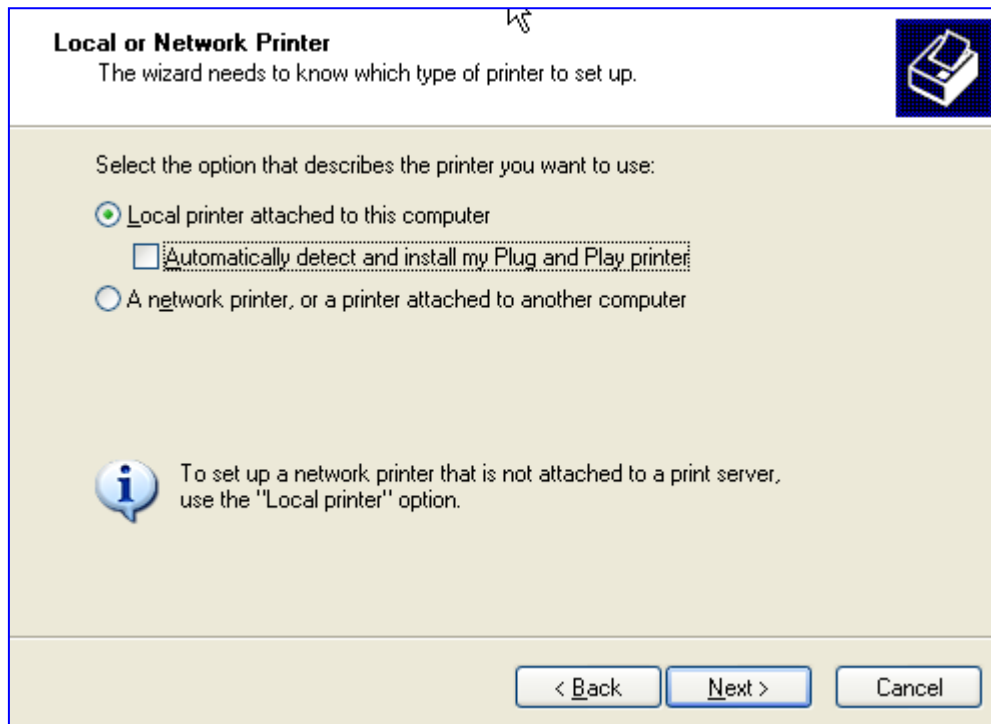 Local or Network Printer
The wizard needs to know which type of printer to set up.
Select the option that describes the printer you want to use:
Local printer attached to this computer
Automatically detect and install my Plug and Play printer
A network printer, or a printer attached to another computer
To set up a network printer that is not attached to a print server,
use the "Local printer" option.
< Back Next > Cancel